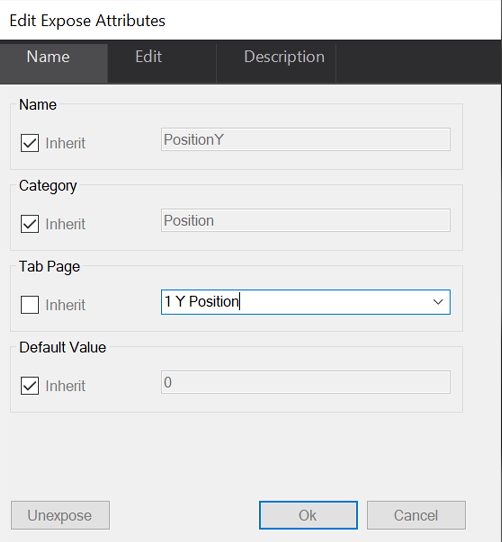 Edit Expose Attributes
Name Edit Description
Name
Inherit PositionY
Category
Inherit Position
Tab Page
Inherit 1 Y Position
Default Value
Inherit 0
Unexpose Ok Cancel